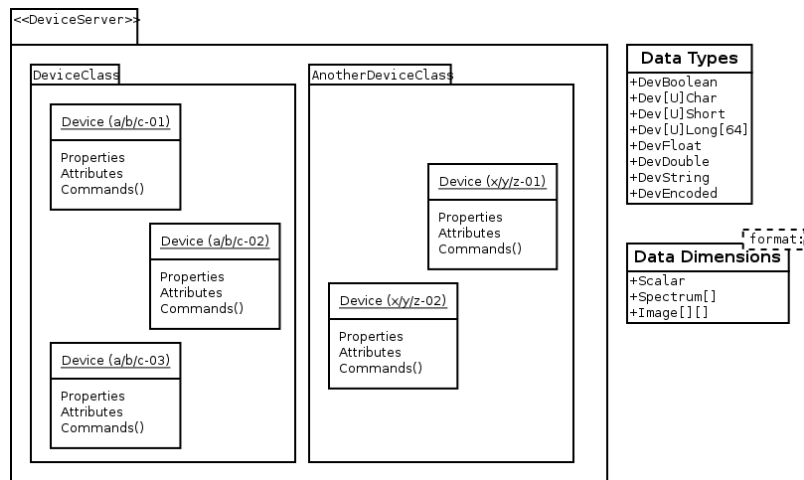 <<DeviceServer>>
DeviceClass
Device (a/b/c-01)
Properties
Attributes
Commands()
Device (a/b/c-02)
Properties
Attributes
Commands()
Device (a/b/c-03)
Properties
Attributes
Commands()
AnotherDeviceClass
Device (x/y/z-01)
Properties
Attributes
Commands()
Device (x/y/z-02)
Properties
Attributes
Commands()
Data Types
+DevBoolean
+Dev[U]Char
+Dev[U]Short
+Dev[U]Long[64]
+DevFloat
+DevDouble
+DevString
+DevEncoded
format:
Data Dimensions
+Scalar
+Spectrum[]
+Image[][]